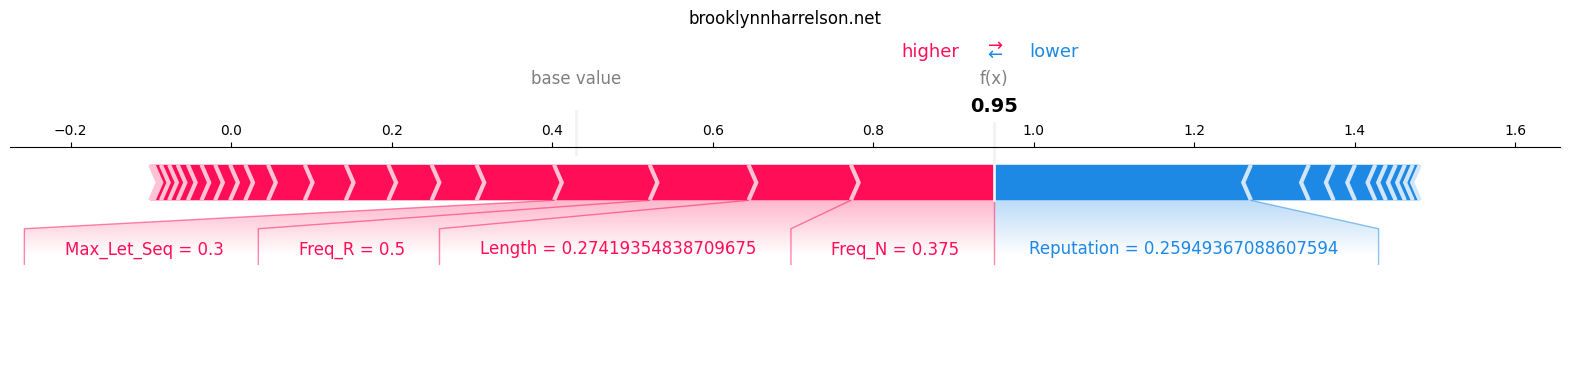 brooklynnharrelson.net
higher ⇄ lower
base value f(x)
0.95
−0.2 0.0 0.2 0.4 0.6 0.8 1.0 1.2 1.4 1.6
Max_Let_Seq = 0.3 Freq_R = 0.5 Length = 0.27419354838709675 Freq_N = 0.375 Reputation = 0.25949367088607594